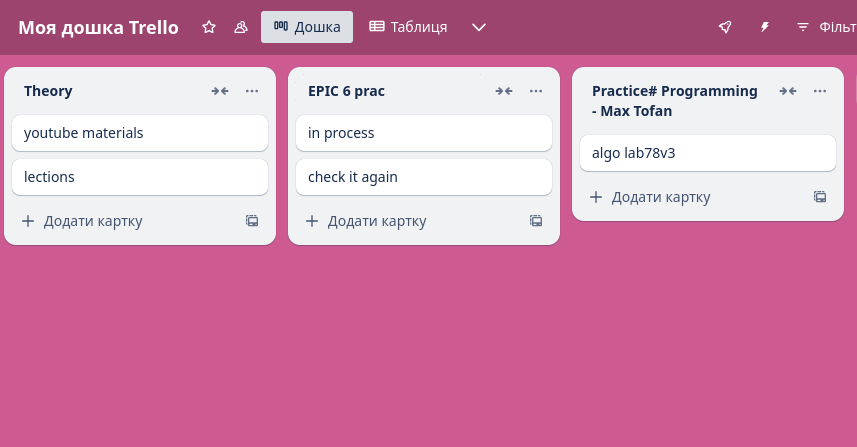 Моя дошка Trello
Дошка
Таблиця
Theory
youtube materials
lections
Додати картку
EPIC 6 prac
in process
check it again
Додати картку
Practice# Programming
- Max Tofan
algo lab78v3
Додати картку